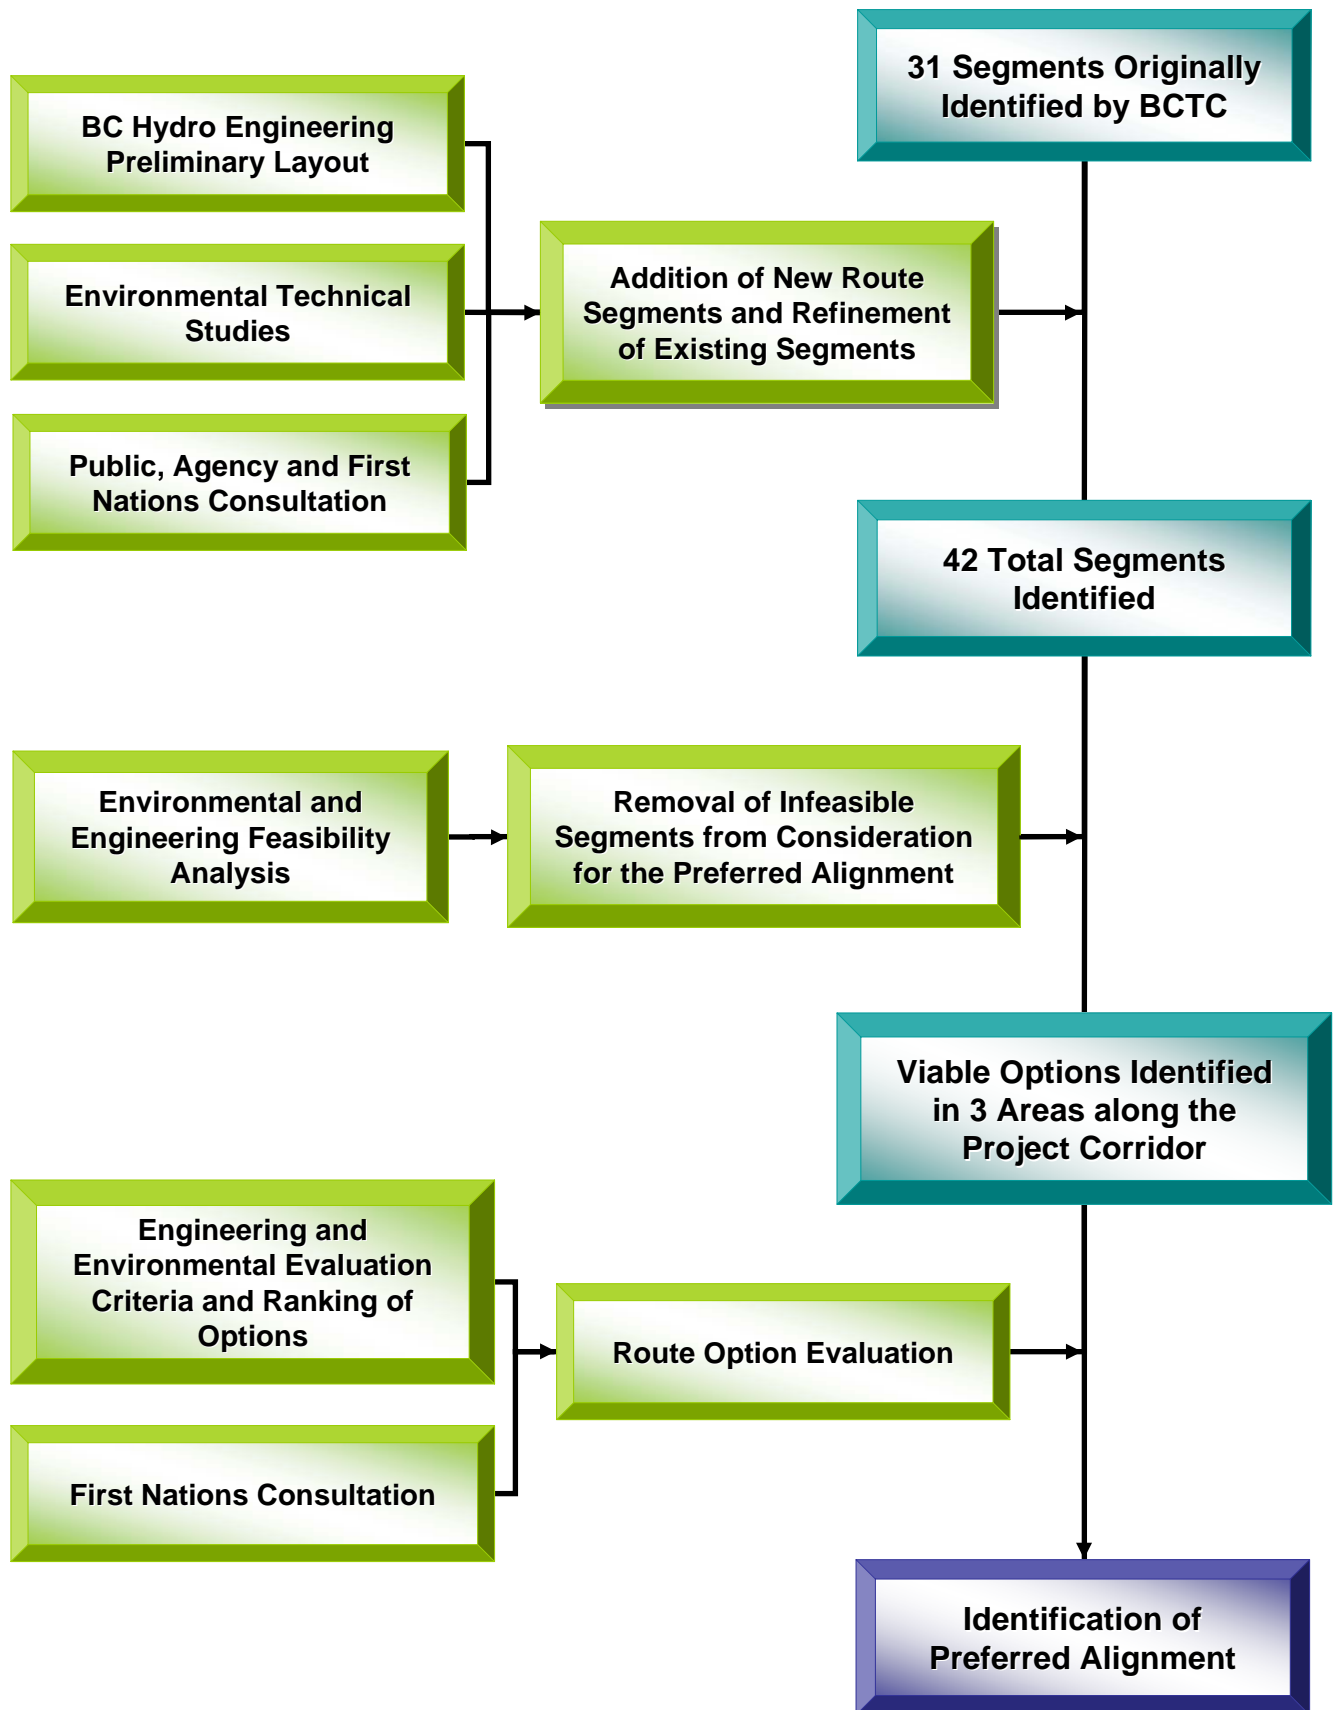 31 Segments Originally
Identified by BCTC
BC Hydro Engineering
Preliminary Layout
Environmental Technical
Studies
Public, Agency and First
Nations Consultation
Addition of New Route
Segments and Refinement
of Existing Segments
42 Total Segments
Identified
Environmental and
Engineering Feasibility
Analysis
Removal of Infeasible
Segments from Consideration
for the Preferred Alignment
Viable Options Identified
in 3 Areas along the
Project Corridor
Engineering and
Environmental Evaluation
Criteria and Ranking of
Options
First Nations Consultation
Route Option Evaluation
Identification of
Preferred Alignment